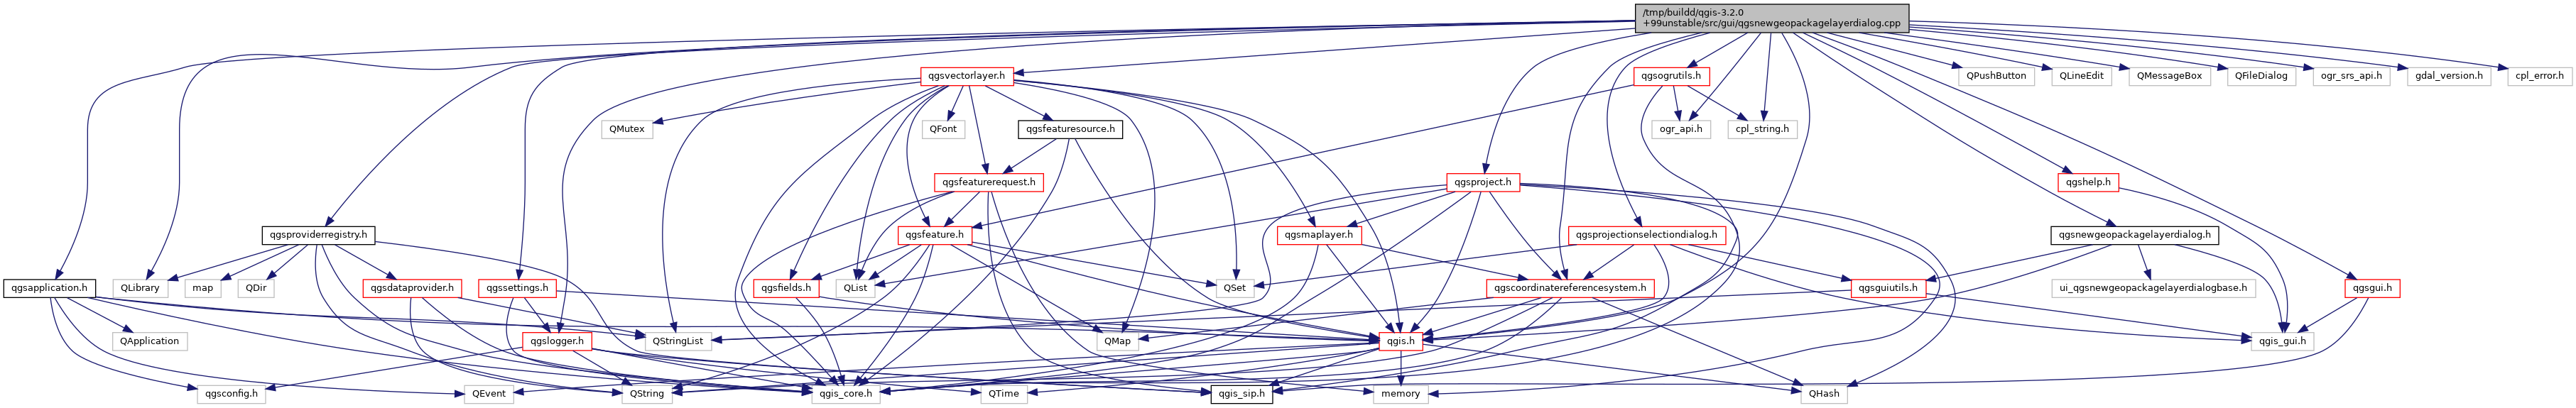 /tmp/buildd/qgis-3.2.0
+99unstable/src/gui/qgsnewgeopackagelayerdialog.cpp
qgsvectorlayer.h
qgsogrutils.h
QPushButton
QLineEdit
QMessageBox
QFileDialog
ogr_srs_api.h
gdal_version.h
cpl_error.h
QMutex
QFont
qgsfeaturesource.h
ogr_api.h
cpl_string.h
qgsfeaturerequest.h
qgsproject.h
qgshelp.h
qgsproviderregistry.h
qgsfeature.h
qgsmaplayer.h
qgsprojectionselectiondialog.h
qgsnewgeopackagelayerdialog.h
qgsapplication.h
QLibrary
map
QDir
qgsdataprovider.h
qgssettings.h
qgsfields.h
QList
QSet
qgscoordinatereferencesystem.h
qgsguiutils.h
ui_qgsnewgeopackagelayerdialogbase.h
qgsgui.h
QApplication
qgslogger.h
QStringList
QMap
qgis.h
qgis_gui.h
qgsconfig.h
QEvent
QString
qgis_core.h
QTime
qgis_sip.h
memory
QHash